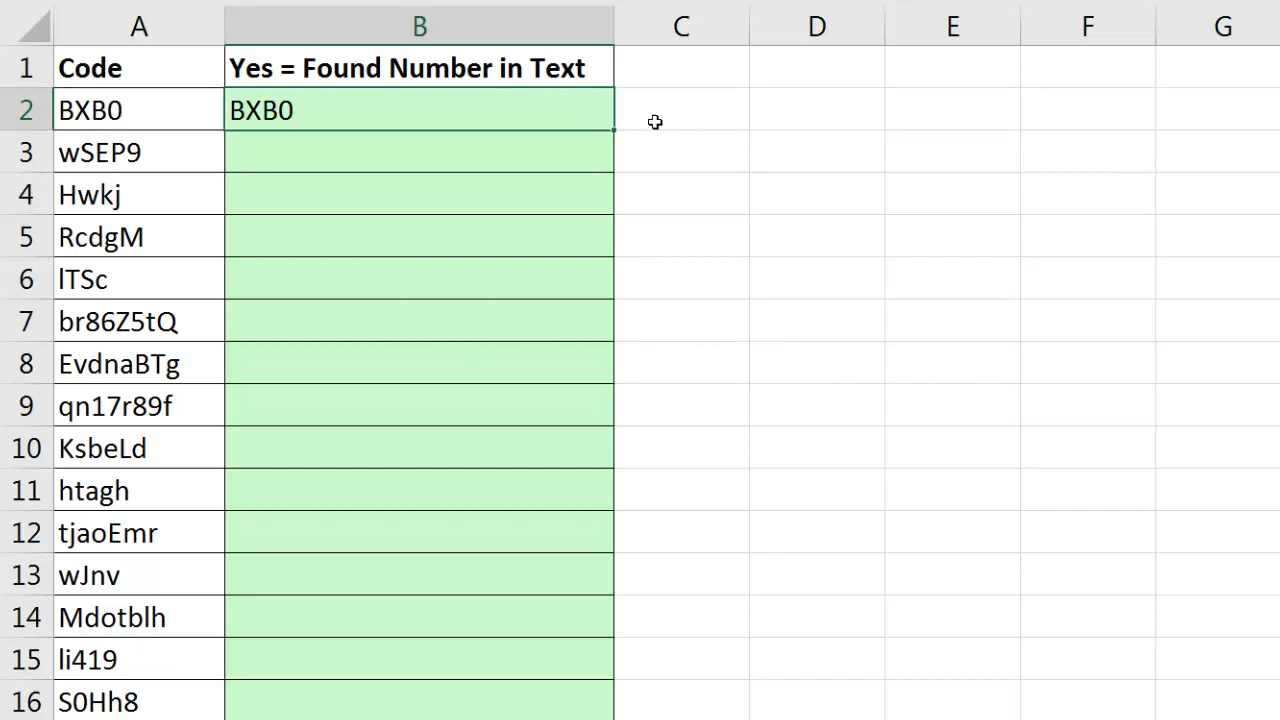 A B C D E F G
1 Code Yes = Found Number in Text
2 BXB0 BXB0
3 wSEP9
4 Hwkj
5 RcdgM
6 lTSc
7 br86Z5tQ
8 EvdnaBTg
9 qn17r89f
10 KsbeLd
11 htagh
12 tjaoEmr
13 wJnv
14 Mdotblh
15 li419
16 S0Hh8